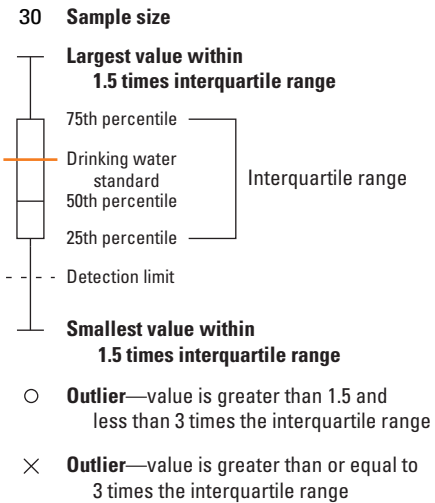 30 Sample size
Largest value within
1.5 times interquartile range
75th percentile
Drinking water
standard
Interquartile range
50th percentile
25th percentile
Detection limit
Smallest value within
1.5 times interquartile range
Outlier—value is greater than 1.5 and
less than 3 times the interquartile range
Outlier—value is greater than or equal to
3 times the interquartile range